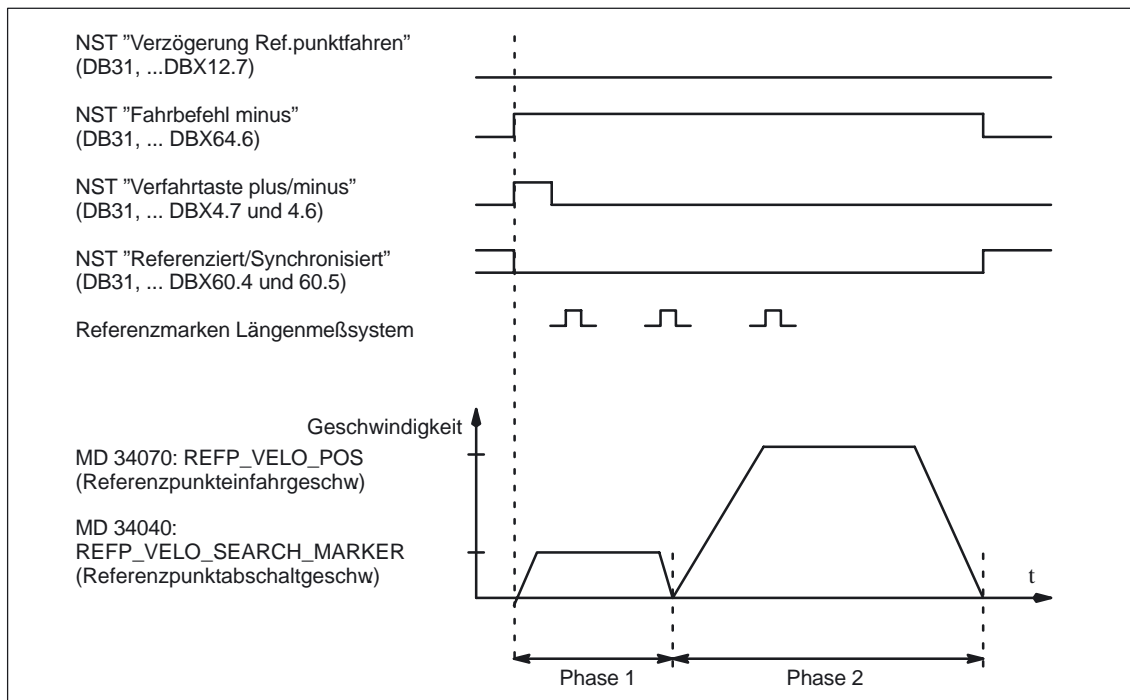 NST ”Verzögerung Ref.punktfahren”
(DB31, ...DBX12.7)
NST ”Fahrbefehl minus”
(DB31, ... DBX64.6)
NST ”Verfahrtaste plus/minus”
(DB31, ... DBX4.7 und 4.6)
NST ”Referenziert/Synchronisiert”
(DB31, ... DBX60.4 und 60.5)
Referenzmarken Längenmeßsystem
Geschwindigkeit
MD 34070: REFP_VELO_POS
(Referenzpunkteinfahrgeschw)
MD 34040:
REFP_VELO_SEARCH_MARKER
(Referenzpunktabschaltgeschw)
t
Phase 1
Phase 2